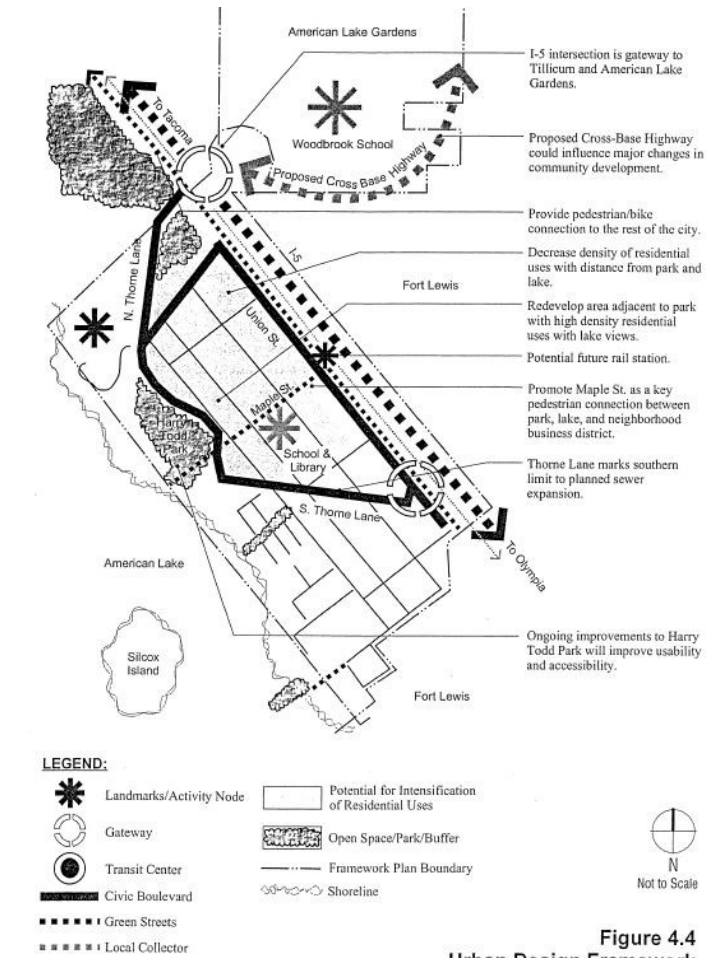 American Lake Gardens
I-5 intersection is gateway to
Tillicum and American Lake
Gardens.
To Tacoma
Woodbrook School
Proposed Cross Base Highway
Proposed Cross-Base Highway
could influence major changes in
community development.
Provide pedestrian/bike
connection to the rest of the city.
N. Thorne Lane
I-5
Decrease density of residential
uses with distance from park and
lake.
Fort Lewis
Union St.
Redevelop area adjacent to park
with high density residential
uses with lake views.
Potential future rail station.
Maple St.
Promote Maple St. as a key
pedestrian connection between
park, lake, and neighborhood
business district.
Harry
Todd
Park
School &
Library
Thorne Lane marks southern
limit to planned sewer
expansion.
S. Thorne Lane
To Olympia
American Lake
Ongoing improvements to Harry
Todd Park will improve usability
and accessibility.
Silcox
Island
Fort Lewis
LEGEND:
Landmarks/Activity Node
Gateway
Transit Center
Civic Boulevard
Green Streets
Local Collector
Potential for Intensification
of Residential Uses
Open Space/Park/Buffer
Framework Plan Boundary
Shoreline
N
Not to Scale
Figure 4.4
Urban Design Framework